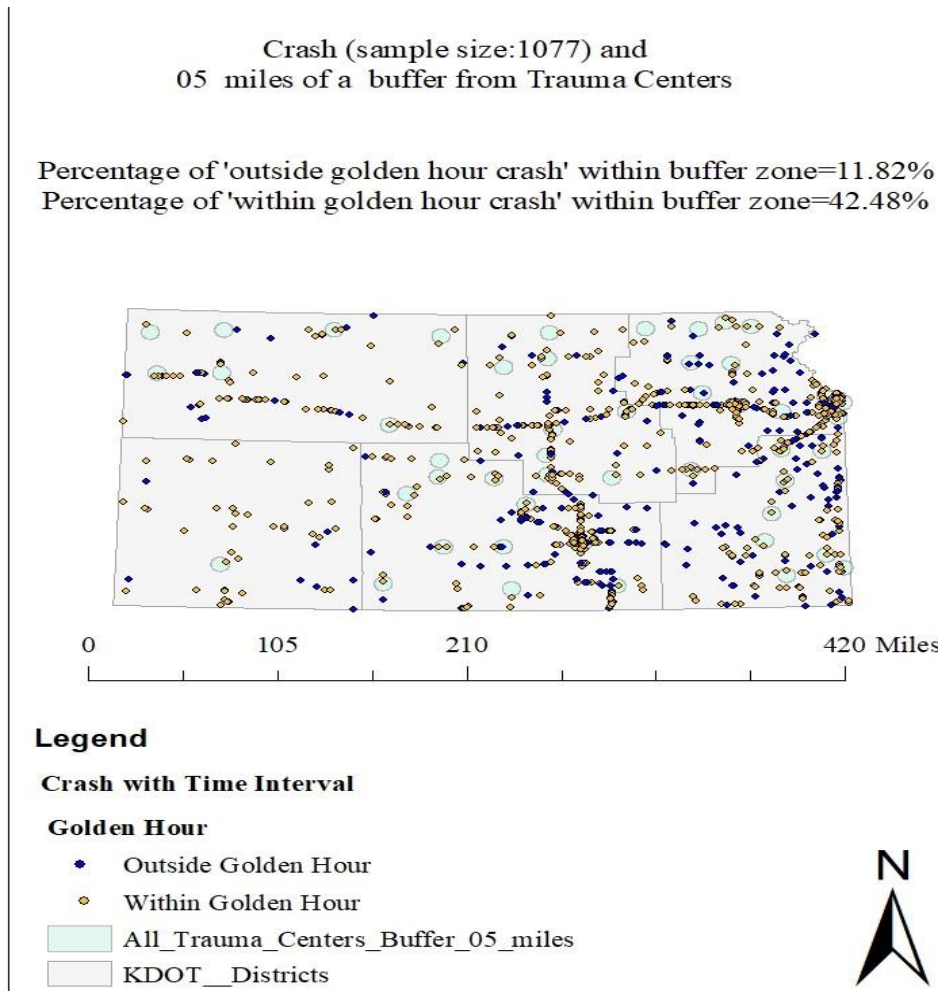 Crash (sample size:1077) and
05 miles of a buffer from Trauma Centers
Percentage of 'outside golden hour crash' within buffer zone=11.82%
Percentage of 'within golden hour crash' within buffer zone=42.48%
0 105 210 420 Miles
Legend
Crash with Time Interval
Golden Hour
Outside Golden Hour
Within Golden Hour
All_Trauma_Centers_Buffer_05_miles
KDOT__Districts
N